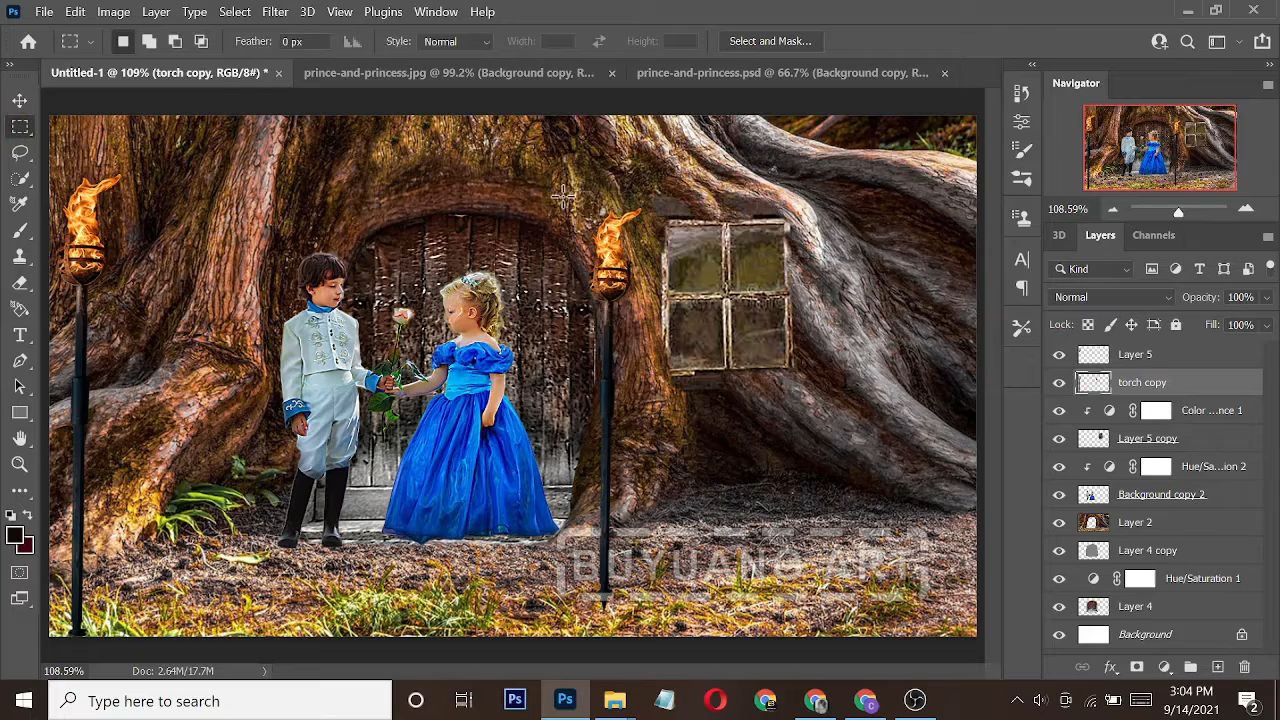 File Edit Image Layer Type Select Filter 3D View Plugins Window Help
Feather: 0 px Style: Normal Width: Height: Select and Mask...
Untitled-1 @ 109% (torch copy, RGB/8#) * × prince-and-princess.jpg @ 99.2% (Background copy, R... × prince-and-princess.psd @ 66.7% (Background copy, R... ×
Navigator
108.59%
3D Layers Channels
Kind
Normal Opacity: 100%
Lock: Fill: 100%
Layer 5
torch copy
Color ...nce 1
Layer 5 copy
Hue/Sa...ion 2
Background copy 2
Layer 2
Layer 4 copy
Hue/Saturation 1
Layer 4
Background
BUYUANG ART
108.59% Doc: 2.64M/17.7M
Type here to search
3:04 PM
9/14/2021
2